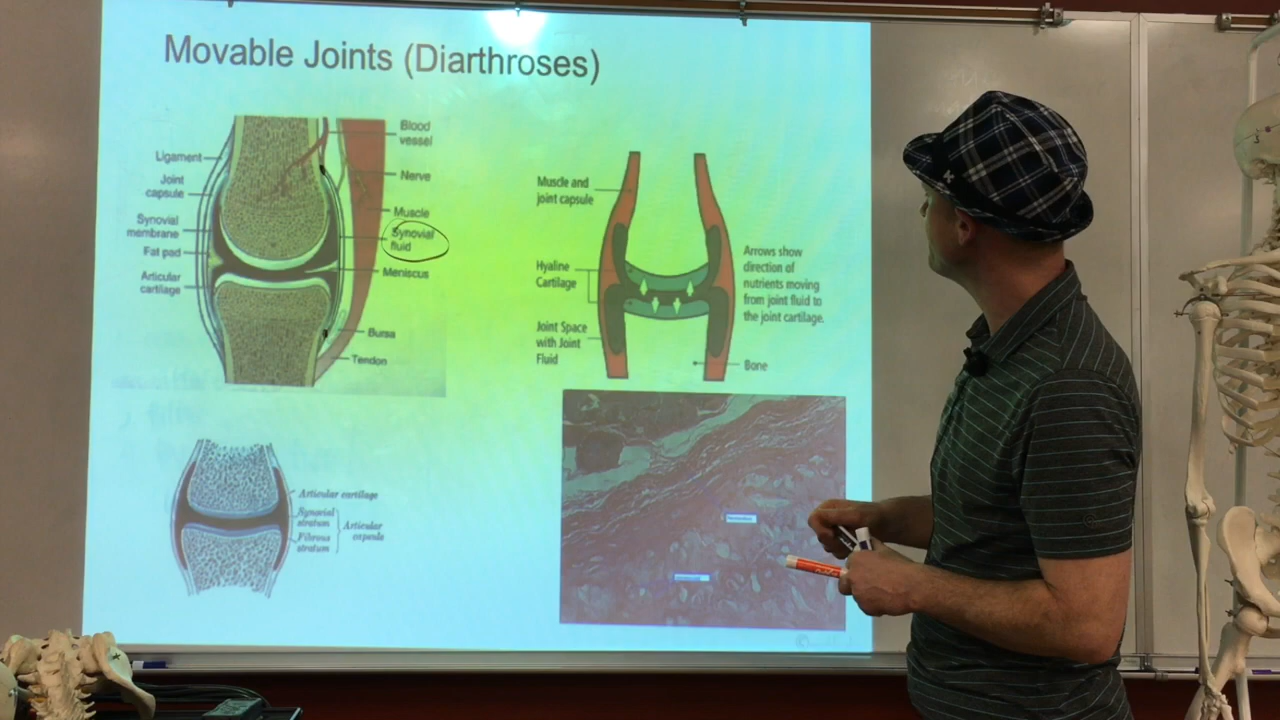 Movable Joints (Diarthroses)
Ligament
Joint
capsule
Synovial
membrane
Fat pad
Articular
cartilage
Blood
vessel
Nerve
Muscle
Synovial
fluid
Meniscus
Bursa
Tendon
Muscle and
joint capsule
Hyaline
Cartilage
Joint Space
with Joint
Fluid
Arrows show
direction of
nutrients moving
from joint fluid to
the joint cartilage.
Bone
Articular cartilage
Synovial
stratum
Fibrous
stratum
Articular
capsule